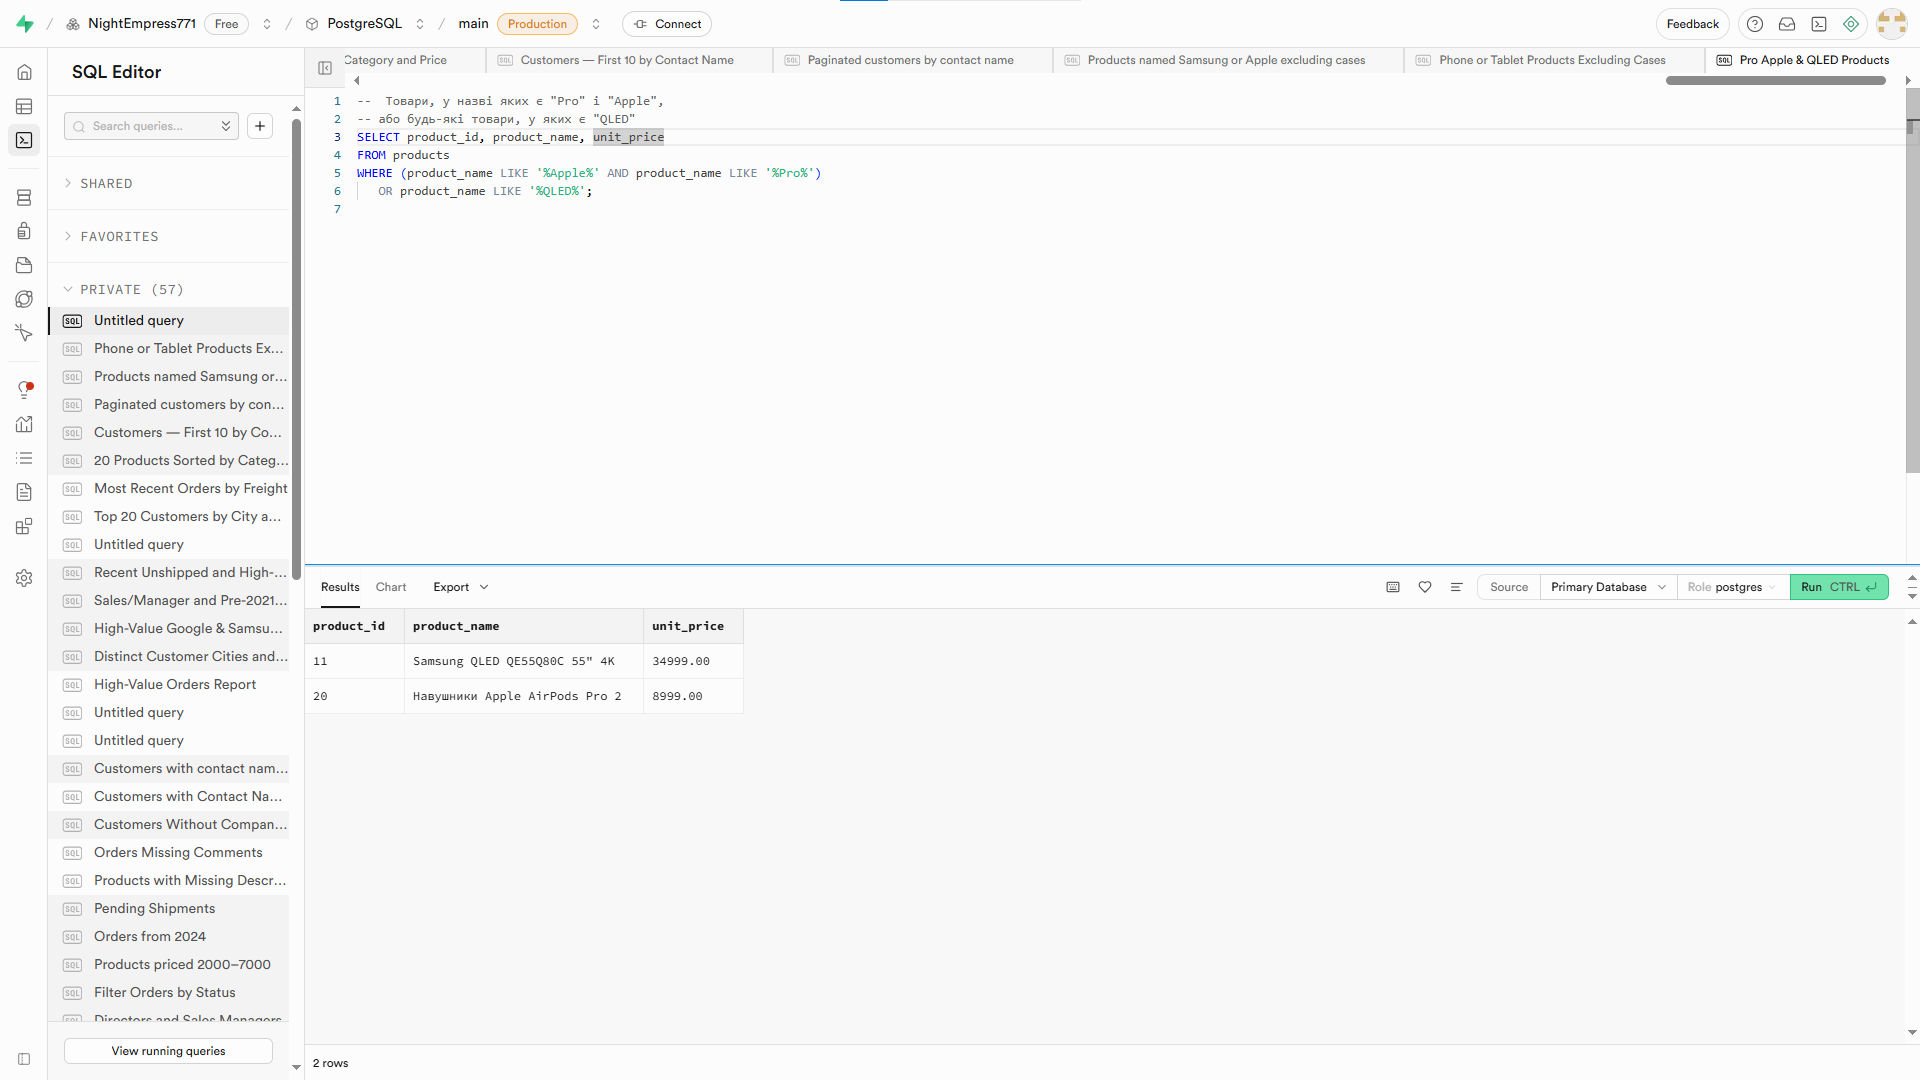 NightEmpress771 Free
PostgreSQL
main Production
Connect
Feedback
SQL Editor
Category and Price
Customers — First 10 by Contact Name
Paginated customers by contact name
Products named Samsung or Apple excluding cases
Phone or Tablet Products Excluding Cases
Pro Apple & QLED Products
Search queries...
SHARED
FAVORITES
PRIVATE (57)
Untitled query
Phone or Tablet Products Ex...
Products named Samsung or...
Paginated customers by con...
Customers — First 10 by Co...
20 Products Sorted by Categ...
Most Recent Orders by Freight
Top 20 Customers by City a...
Untitled query
Recent Unshipped and High-...
Sales/Manager and Pre-2021...
High-Value Google & Samsu...
Distinct Customer Cities and...
High-Value Orders Report
Untitled query
Untitled query
Customers with contact nam...
Customers with Contact Na...
Customers Without Compan...
Orders Missing Comments
Products with Missing Descr...
Pending Shipments
Orders from 2024
Products priced 2000–7000
Filter Orders by Status
Directors and Sales Managers
View running queries
1 --  Товари, у назві яких є "Pro" і "Apple",
2 -- або будь-які товари, у яких є "QLED"
3 SELECT product_id, product_name, unit_price
4 FROM products
5 WHERE (product_name LIKE '%Apple%' AND product_name LIKE '%Pro%')
6    OR product_name LIKE '%QLED%';
7
Results Chart Export
Source Primary Database Role postgres Run CTRL
product_id product_name unit_price
11 Samsung QLED QE55Q80C 55" 4K 34999.00
20 Навушники Apple AirPods Pro 2 8999.00
2 rows